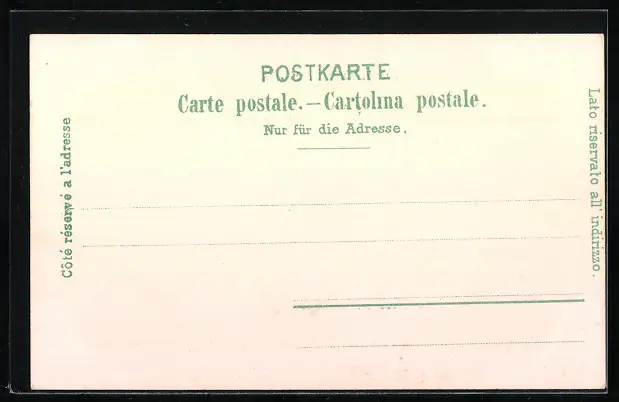 POSTKARTE
Carte postale.—Cartolina postale.
Nur für die Adresse.
Côté réservé a l'adresse
Lato riservato all' indirizzo.